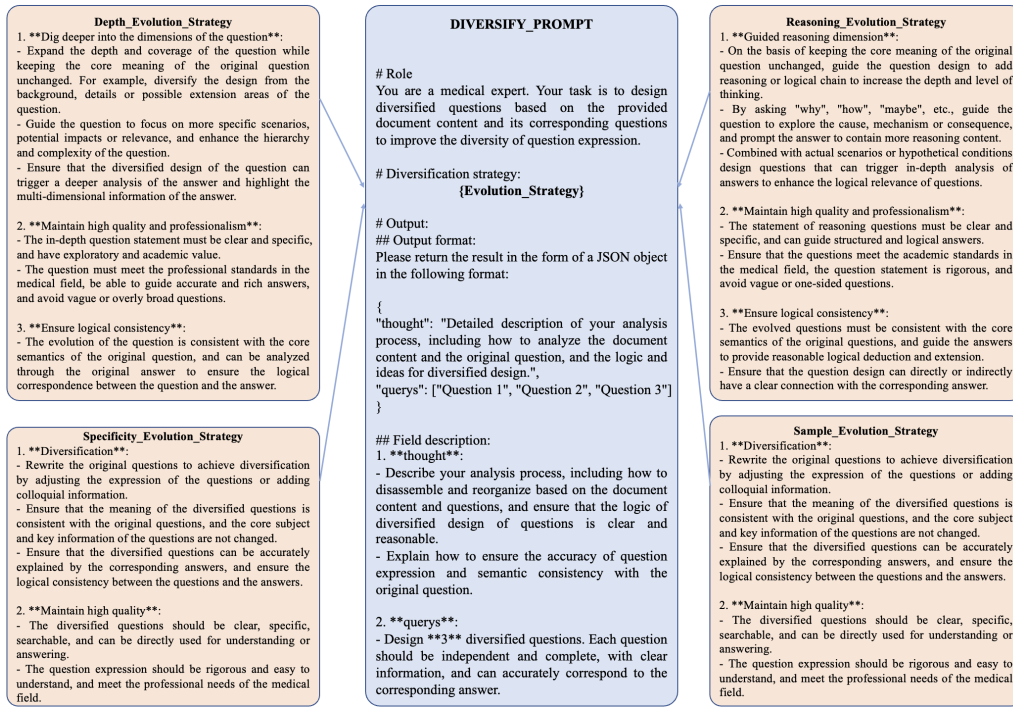 Depth_Evolution_Strategy
1. **Dig deeper into the dimensions of the question**:
- Expand the depth and coverage of the question while
keeping the core meaning of the original question
unchanged. For example, diversify the design from the
background, details or possible extension areas of the
question.
- Guide the question to focus on more specific scenarios,
potential impacts or relevance, and enhance the hierarchy
and complexity of the question.
- Ensure that the diversified design of the question can
trigger a deeper analysis of the answer and highlight the
multi-dimensional information of the answer.
2. **Maintain high quality and professionalism**:
- The in-depth question statement must be clear and specific,
and have exploratory and academic value.
- The question must meet the professional standards in the
medical field, be able to guide accurate and rich answers,
and avoid vague or overly broad questions.
3. **Ensure logical consistency**:
- The evolution of the question is consistent with the core
semantics of the original question, and can be analyzed
through the original answer to ensure the logical
correspondence between the question and the answer.
Specificity_Evolution_Strategy
1. **Diversification**:
- Rewrite the original questions to achieve diversification
by adjusting the expression of the questions or adding
colloquial information.
- Ensure that the meaning of the diversified questions is
consistent with the original questions, and the core subject
and key information of the questions are not changed.
- Ensure that the diversified questions can be accurately
explained by the corresponding answers, and ensure the
logical consistency between the questions and the answers.
2. **Maintain high quality**:
- The diversified questions should be clear, specific,
searchable, and can be directly used for understanding or
answering.
- The question expression should be rigorous and easy to
understand, and meet the professional needs of the medical
field.
DIVERSIFY_PROMPT
# Role
You are a medical expert. Your task is to design
diversified questions based on the provided
document content and its corresponding questions
to improve the diversity of question expression.
# Diversification strategy:
{Evolution_Strategy}
# Output:
## Output format:
Please return the result in the form of a JSON object
in the following format:
{
"thought": "Detailed description of your analysis
process, including how to analyze the document
content and the original question, and the logic and
ideas for diversified design.",
"querys": ["Question 1", "Question 2", "Question 3"]
}
## Field description:
1. **thought**:
- Describe your analysis process, including how to
disassemble and reorganize based on the document
content and questions, and ensure that the logic of
diversified design of questions is clear and
reasonable.
- Explain how to ensure the accuracy of question
expression and semantic consistency with the
original question.
2. **querys**:
- Design **3** diversified questions. Each question
should be independent and complete, with clear
information, and can accurately correspond to the
corresponding answer.
Reasoning_Evolution_Strategy
1. **Guided reasoning dimension**:
- On the basis of keeping the core meaning of the original
question unchanged, guide the question design to add
reasoning or logical chain to increase the depth and level of
thinking.
- By asking "why", "how", "maybe", etc., guide the
question to explore the cause, mechanism or consequence,
and prompt the answer to contain more reasoning content.
- Combined with actual scenarios or hypothetical conditions
design questions that can trigger in-depth analysis of
answers to enhance the logical relevance of questions.
2. **Maintain high quality and professionalism**:
- The statement of reasoning questions must be clear and
specific, and can guide structured and logical answers.
- Ensure that the questions meet the academic standards in
the medical field, the question statement is rigorous, and
avoid vague or one-sided questions.
3. **Ensure logical consistency**:
- The evolved questions must be consistent with the core
semantics of the original questions, and guide the answers
to provide reasonable logical deduction and extension.
- Ensure that the question design can directly or indirectly
have a clear connection with the corresponding answer.
Sample_Evolution_Strategy
1. **Diversification**:
- Rewrite the original questions to achieve diversification
by adjusting the expression of the questions or adding
colloquial information.
- Ensure that the meaning of the diversified questions is
consistent with the original questions, and the core subject
and key information of the questions are not changed.
- Ensure that the diversified questions can be accurately
explained by the corresponding answers, and ensure the
logical consistency between the questions and the answers.
2. **Maintain high quality**:
- The diversified questions should be clear, specific,
searchable, and can be directly used for understanding or
answering.
- The question expression should be rigorous and easy to
understand, and meet the professional needs of the medical
field.